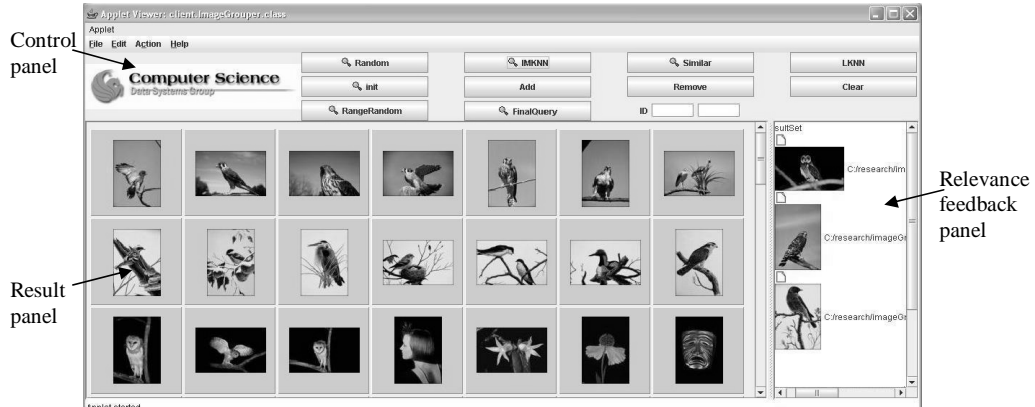 Applet Viewer: client.ImageGrouper.class
Applet
File Edit Action Help
Control
panel
Computer Science
Data Systems Group
Random
IMKNN
Similar
LKNN
init
Add
Remove
Clear
RangeRandom
FinalQuery
ID
sultSet
C:/research/im
C:/research/imageGr
C:/research/imageGr
Relevance
feedback
panel
Result
panel
Applet started.